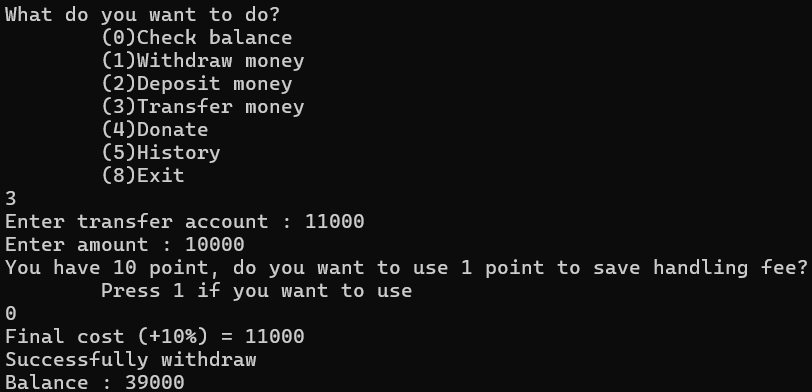 What do you want to do?
(0)Check balance
(1)Withdraw money
(2)Deposit money
(3)Transfer money
(4)Donate
(5)History
(8)Exit
3
Enter transfer account : 11000
Enter amount : 10000
You have 10 point, do you want to use 1 point to save handling fee?
Press 1 if you want to use
0
Final cost (+10%) = 11000
Successfully withdraw
Balance : 39000